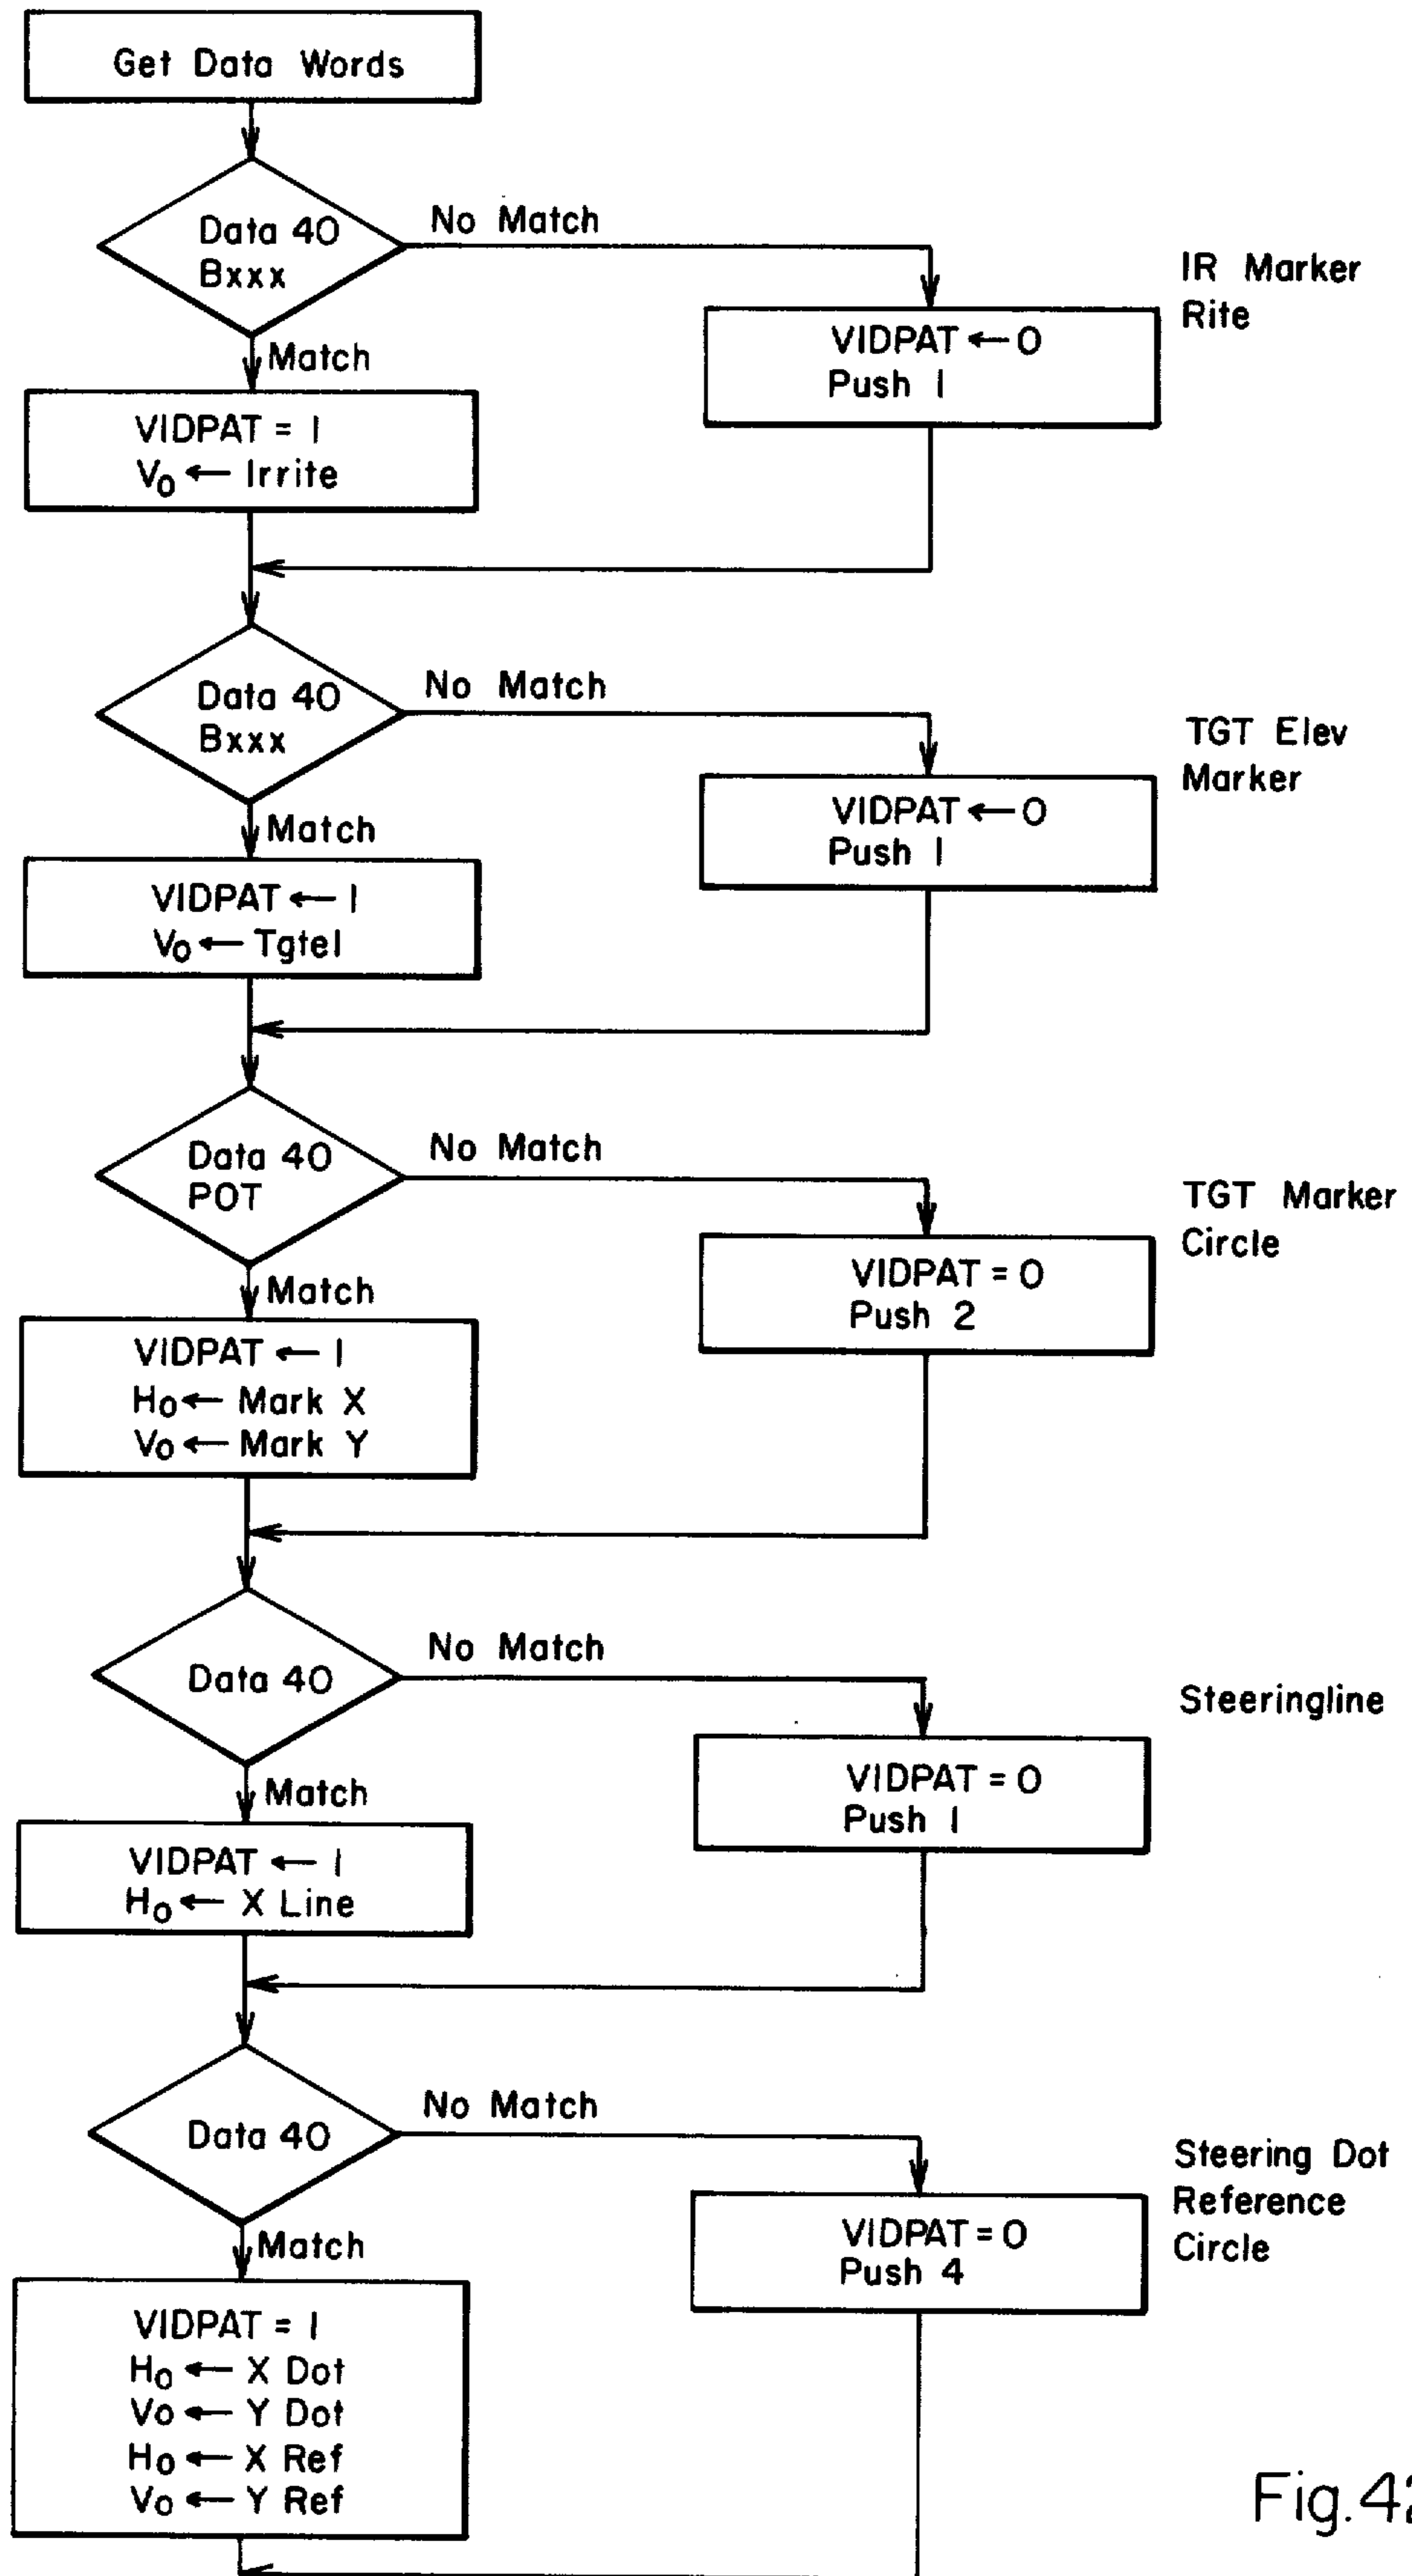 Get Data Words
Data 40
Bxxx
No Match
IR Marker
Rite
VIDPAT ← 0
Push 1
Match
VIDPAT = 1
V0 ← Irrite
Data 40
Bxxx
No Match
TGT Elev
Marker
VIDPAT ← 0
Push 1
Match
VIDPAT ← 1
V0 ← Tgtel
Data 40
POT
No Match
TGT Marker
Circle
VIDPAT = 0
Push 2
Match
VIDPAT ← 1
H0 ← Mark X
V0 ← Mark Y
Data 40
No Match
Steeringline
VIDPAT = 0
Push 1
Match
VIDPAT ← 1
H0 ← X Line
Data 40
No Match
Steering Dot
Reference
Circle
VIDPAT = 0
Push 4
Match
VIDPAT = 1
H0 ← X Dot
V0 ← Y Dot
H0 ← X Ref
V0 ← Y Ref
Fig.42